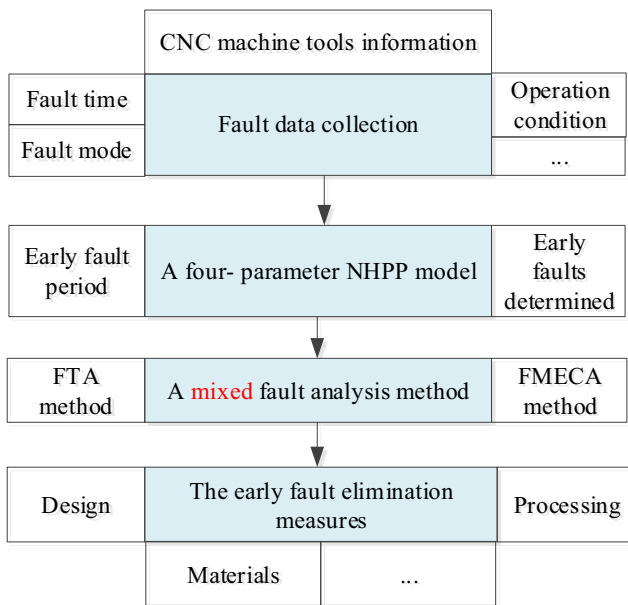 CNC machine tools information
Fault time
Fault mode
Fault data collection
Operation
condition
...
Early fault
period
A four- parameter NHPP model
Early
faults
determined
FTA
method
A mixed fault analysis method
FMECA
method
Design
The early fault elimination
measures
Processing
Materials
...